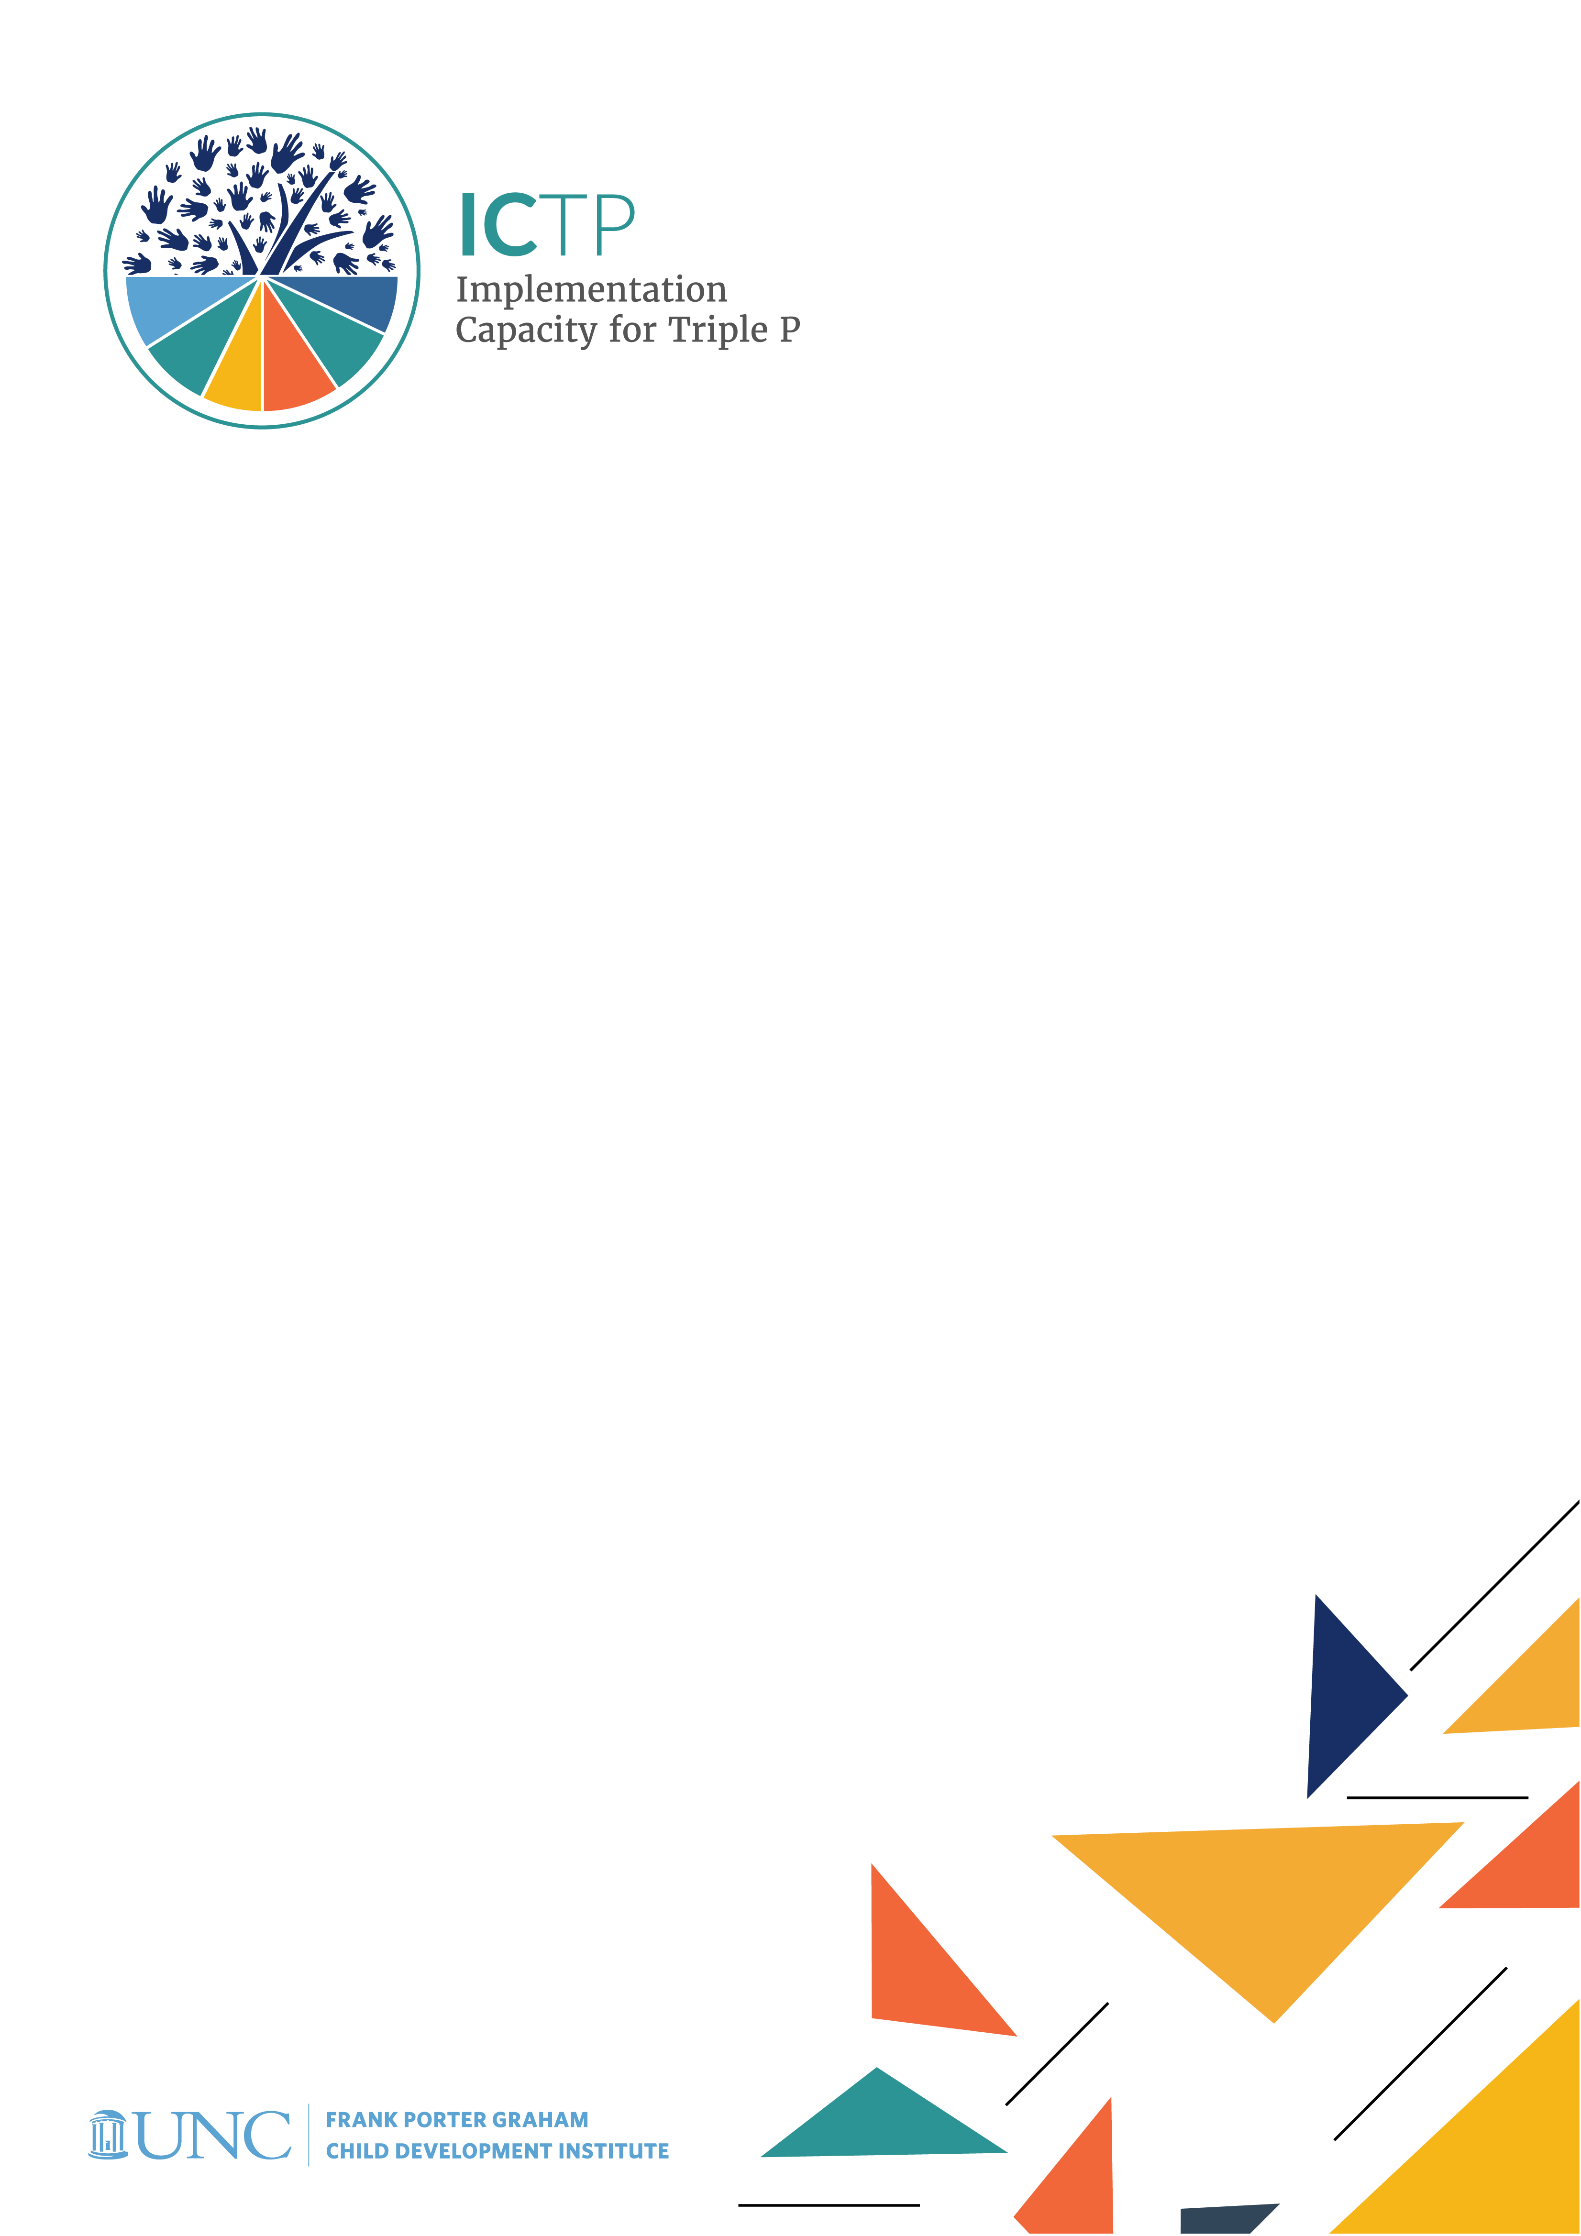 ICTP
Implementation
Capacity for Triple P
UNC
FRANK PORTER GRAHAM
CHILD DEVELOPMENT INSTITUTE